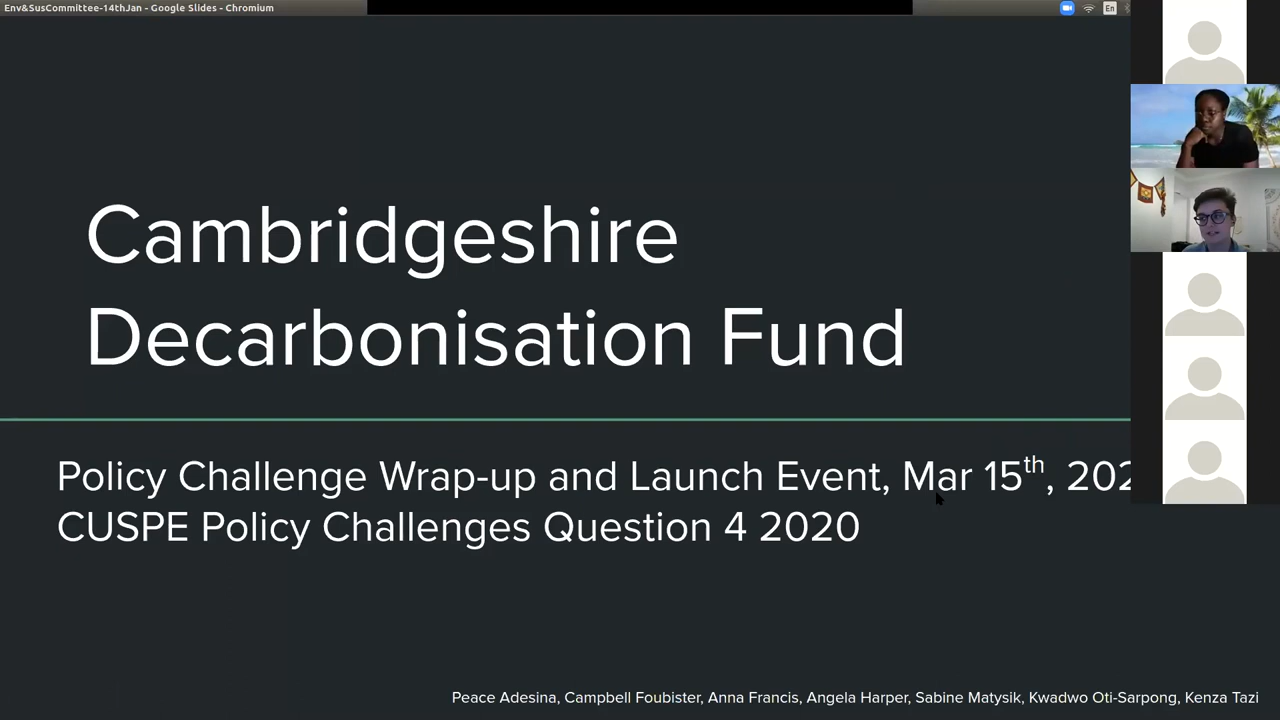 Env&SusCommittee-14thJan - Google Slides - Chromium
En
Cambridgeshire
Decarbonisation Fund
Policy Challenge Wrap-up and Launch Event, Mar 15th, 202
CUSPE Policy Challenges Question 4 2020
Peace Adesina, Campbell Foubister, Anna Francis, Angela Harper, Sabine Matysik, Kwadwo Oti-Sarpong, Kenza Tazi